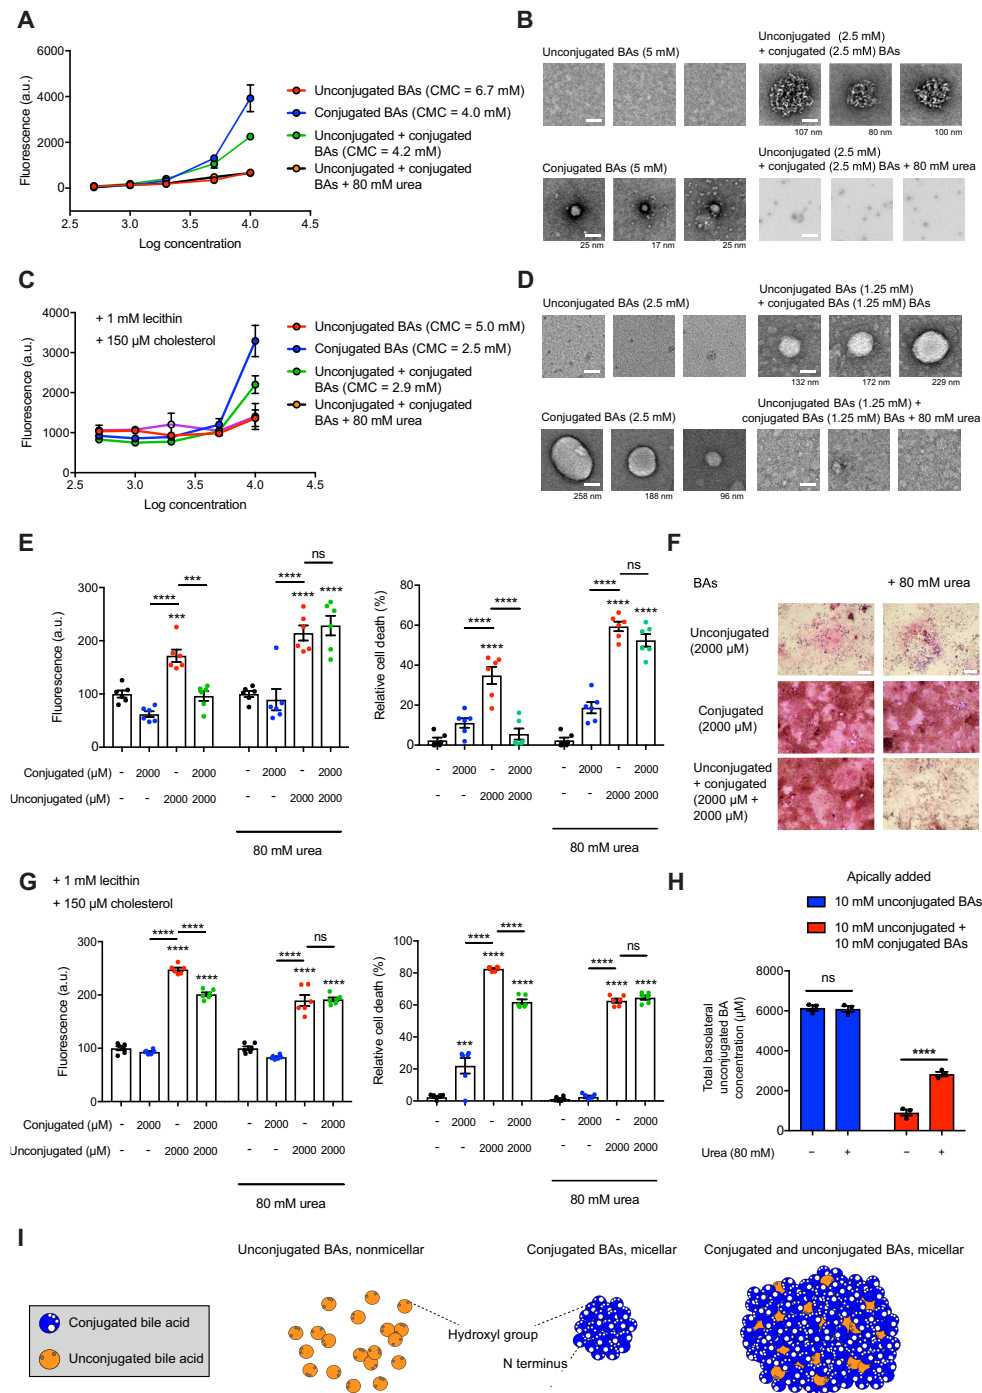 A
Fluorescence (a.u.)
6000
4000
2000
0
2.5
3.0
3.5
4.0
4.5
Log concentration
Unconjugated BAs (CMC = 6.7 mM)
Conjugated BAs (CMC = 4.0 mM)
Unconjugated + conjugated
BAs (CMC = 4.2 mM)
Unconjugated + conjugated
BAs + 80 mM urea
B
Unconjugated BAs (5 mM)
Unconjugated (2.5 mM)
+ conjugated (2.5 mM) BAs
107 nm
80 nm
100 nm
Conjugated BAs (5 mM)
25 nm
17 nm
25 nm
Unconjugated (2.5 mM)
+ conjugated (2.5 mM) BAs + 80 mM urea
C
+ 1 mM lecithin
+ 150 µM cholesterol
Fluorescence (a.u.)
4000
3000
2000
1000
0
2.0
2.5
3.0
3.5
4.0
4.5
Log concentration
Unconjugated BAs (CMC = 5.0 mM)
Conjugated BAs (CMC = 2.5 mM)
Unconjugated + conjugated
BAs (CMC = 2.9 mM)
Unconjugated + conjugated
BAs + 80 mM urea
D
Unconjugated BAs (2.5 mM)
Unconjugated BAs (1.25 mM)
+ conjugated BAs (1.25 mM) BAs
132 nm
172 nm
229 nm
Conjugated BAs (2.5 mM)
258 nm
188 nm
96 nm
Unconjugated BAs (1.25 mM) +
conjugated BAs (1.25 mM) BAs + 80 mM urea
E
Fluorescence (a.u.)
300
200
100
0
**** *** **** *** **** ns **** ****
Conjugated (µM) - 2000 - 2000 - 2000 - 2000
Unconjugated (µM) - - 2000 2000 - - 2000 2000
80 mM urea
Relative cell death (%)
80
60
40
20
0
**** **** **** **** ns **** ****
- 2000 - 2000 - 2000 - 2000
- - 2000 2000 - - 2000 2000
80 mM urea
F
BAs
+ 80 mM urea
Unconjugated
(2000 µM)
Conjugated
(2000 µM)
Unconjugated
+ conjugated
(2000 µM +
2000 µM)
G
+ 1 mM lecithin
+ 150 µM cholesterol
Fluorescence (a.u.)
300
200
100
0
**** **** **** **** **** ns **** ****
Conjugated (µM) - 2000 - 2000 - 2000 - 2000
Unconjugated (µM) - - 2000 2000 - - 2000 2000
80 mM urea
Relative cell death (%)
100
80
60
40
20
0
*** **** **** **** **** ns **** ****
- 2000 - 2000 - 2000 - 2000
- - 2000 2000 - - 2000 2000
80 mM urea
H
Apically added
10 mM unconjugated BAs
10 mM unconjugated +
10 mM conjugated BAs
Total basolateral
unconjugated BA
concentration (µM)
8000
6000
4000
2000
0
ns
****
Urea (80 mM) − + − +
I
Unconjugated BAs, nonmicellar
Conjugated BAs, micellar
Conjugated and unconjugated BAs, micellar
Conjugated bile acid
Unconjugated bile acid
Hydroxyl group
N terminus